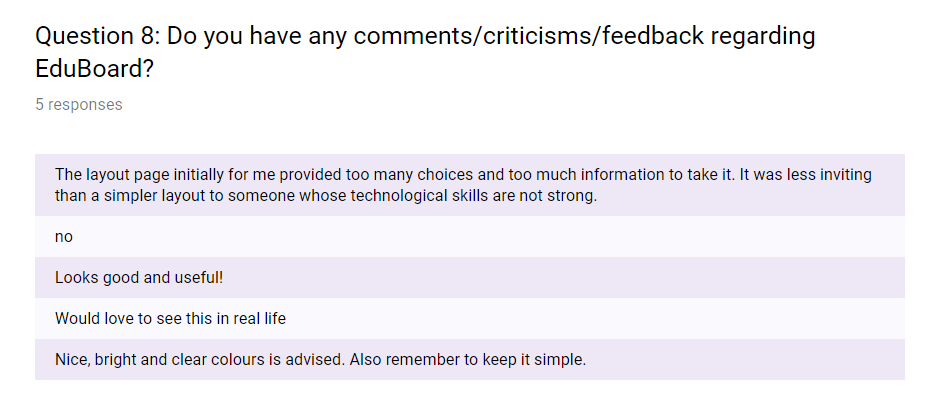 Question 8: Do you have any comments/criticisms/feedback regarding
EduBoard?
5 responses
The layout page initially for me provided too many choices and too much information to take it. It was less inviting
than a simpler layout to someone whose technological skills are not strong.
no
Looks good and useful!
Would love to see this in real life
Nice, bright and clear colours is advised. Also remember to keep it simple.